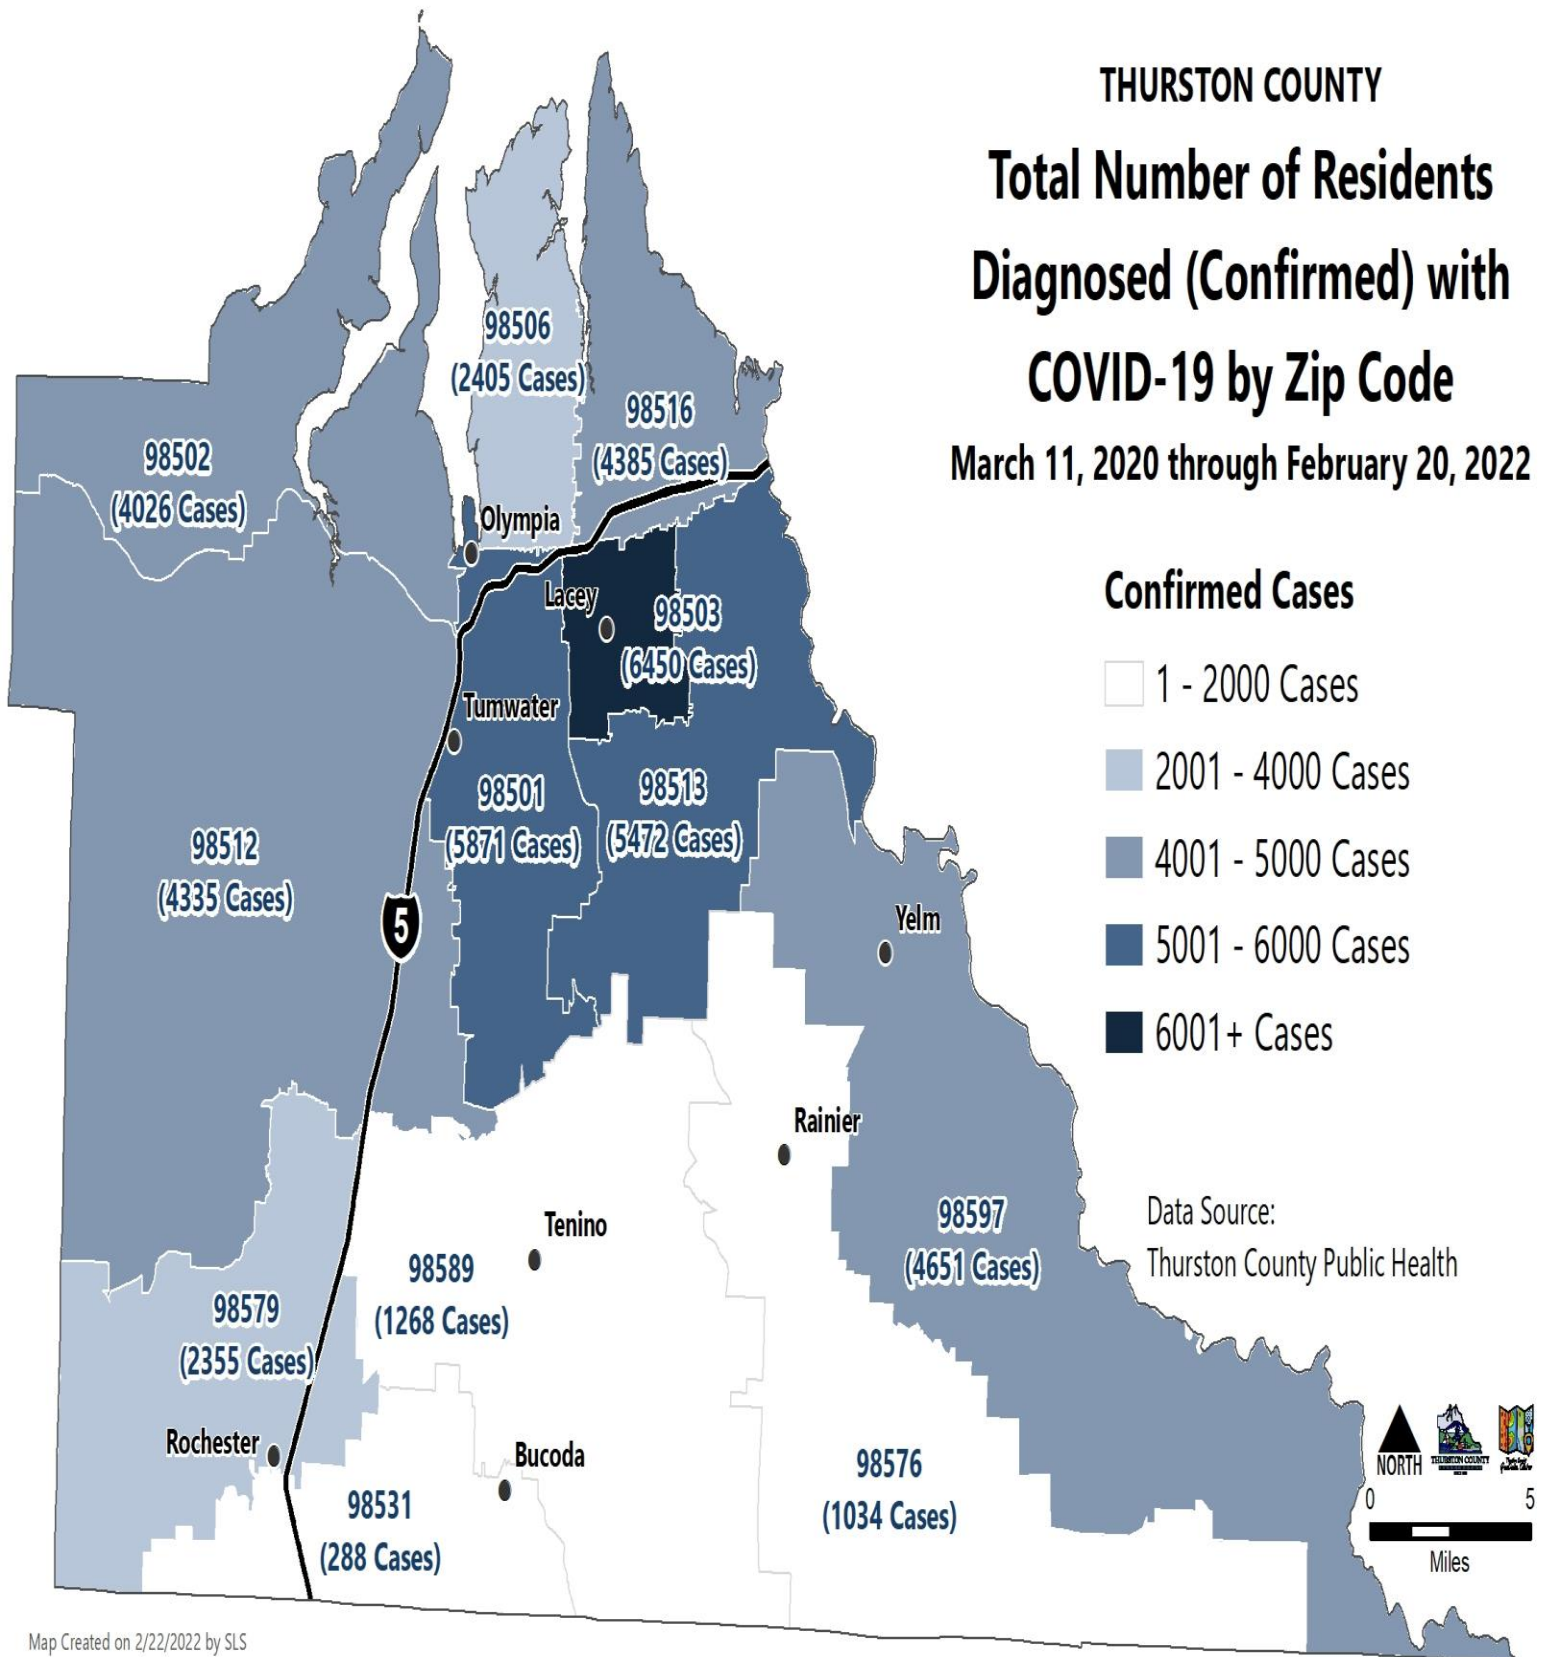 THURSTON COUNTY
Total Number of Residents
Diagnosed (Confirmed) with
COVID-19 by Zip Code
March 11, 2020 through February 20, 2022
98506
(2405 Cases)
98516
(4385 Cases)
98502
(4026 Cases)
Olympia
Lacey
98503
(6450 Cases)
Tumwater
98501
(5871 Cases)
98513
(5472 Cases)
98512
(4335 Cases)
5
Yelm
Confirmed Cases
1 - 2000 Cases
2001 - 4000 Cases
4001 - 5000 Cases
5001 - 6000 Cases
6001+ Cases
Rainier
Tenino
98597
(4651 Cases)
Data Source:
Thurston County Public Health
98589
(1268 Cases)
98579
(2355 Cases)
Rochester
Bucoda
98576
(1034 Cases)
98531
(288 Cases)
NORTH
THURSTON COUNTY
0 5
Miles
Map Created on 2/22/2022 by SLS